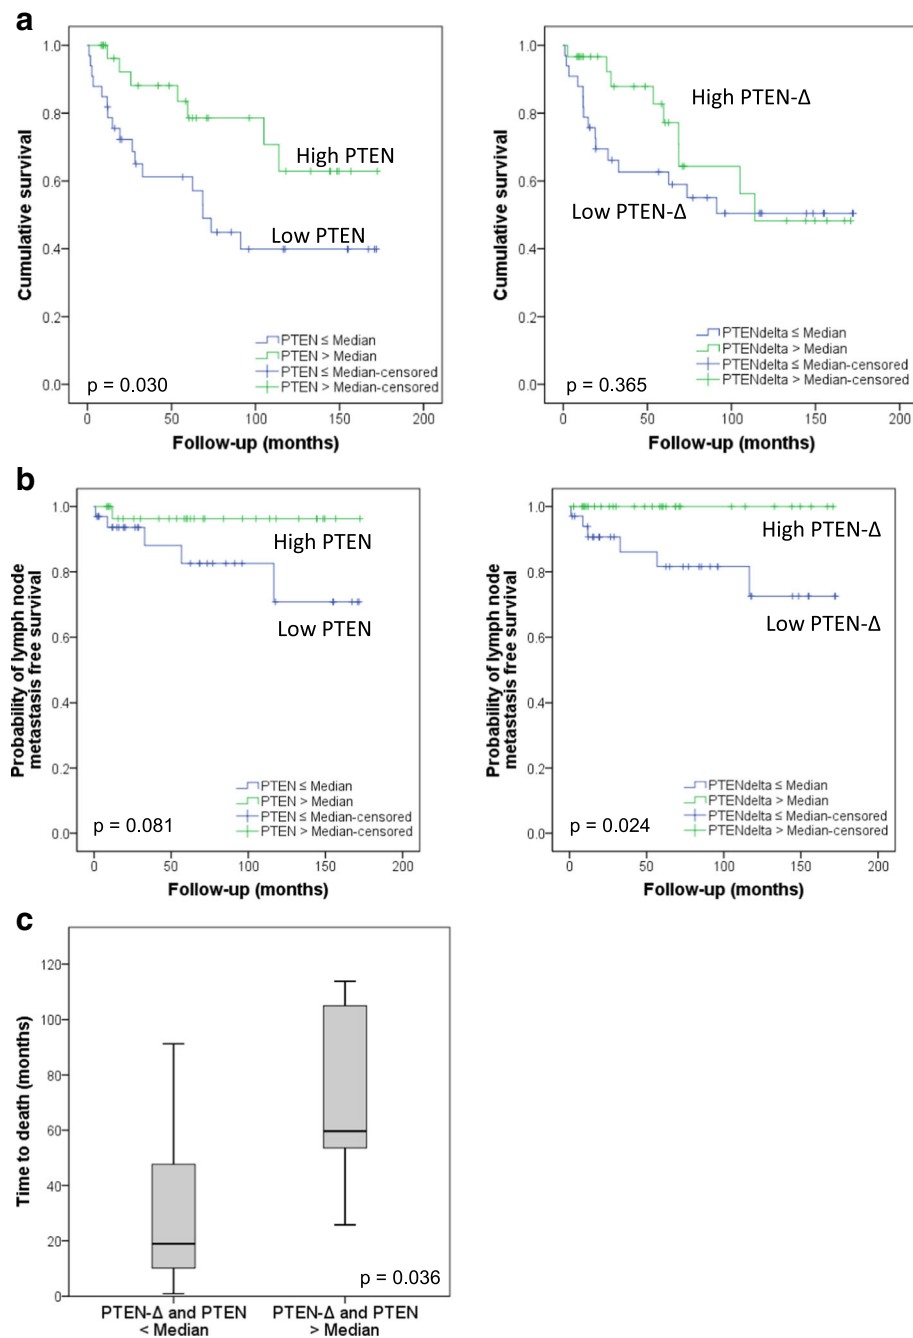 a
1.0
0.8
0.6
0.4
0.2
0.0
Cumulative survival
High PTEN
Low PTEN
PTEN ≤ Median
PTEN > Median
PTEN ≤ Median-censored
PTEN > Median-censored
p = 0.030
0 50 100 150 200
Follow-up (months)
1.0
0.8
0.6
0.4
0.2
0.0
Cumulative survival
High PTEN-Δ
Low PTEN-Δ
PTENdelta ≤ Median
PTENdelta > Median
PTENdelta ≤ Median-censored
PTENdelta > Median-censored
p = 0.365
0 50 100 150 200
Follow-up (months)
b
1.0
0.8
0.6
0.4
0.2
0.0
Probability of lymph node
metastasis free survival
High PTEN
Low PTEN
PTEN ≤ Median
PTEN > Median
PTEN ≤ Median-censored
PTEN > Median-censored
p = 0.081
0 50 100 150 200
Follow-up (months)
1.0
0.8
0.6
0.4
0.2
0.0
Probability of lymph node
metastasis free survival
High PTEN-Δ
Low PTEN-Δ
PTENdelta ≤ Median
PTENdelta > Median
PTENdelta ≤ Median-censored
PTENdelta > Median-censored
p = 0.024
0 50 100 150 200
Follow-up (months)
c
120
100
80
60
40
20
0
Time to death (months)
p = 0.036
PTEN-Δ and PTEN
< Median
PTEN-Δ and PTEN
> Median